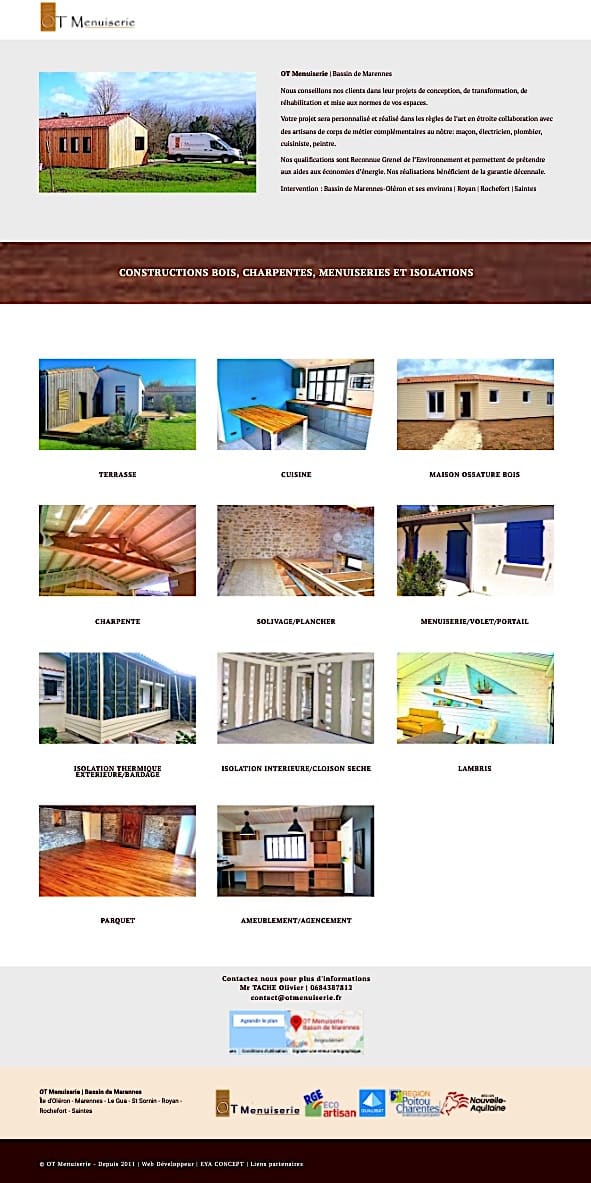 OT Menuiserie
OT Menuiserie | Bassin de Marennes
Nous conseillons nos clients dans leur projets de conception, de transformation, de
réhabilitation et mise aux normes de vos espaces.
Votre projet sera personnalisé et réalisé dans les règles de l'art en étroite collaboration avec
des artisans de corps de métier complémentaires au nôtre: maçon, électricien, plombier,
cuisiniste, peintre.
Nos qualifications sont Reconnue Grenel de l'Environnement et permettent de prétendre
aux aides aux économies d'énergie. Nos réalisations bénéficient de la garantie décennale.
Intervention : Bassin de Marennes-Oléron et ses environs | Royan | Rochefort | Saintes
CONSTRUCTIONS BOIS, CHARPENTES, MENUISERIES ET ISOLATIONS
TERRASSE
CUISINE
MAISON OSSATURE BOIS
CHARPENTE
SOLIVAGE/PLANCHER
MENUISERIE/VOLET/PORTAIL
ISOLATION THERMIQUE
EXTERIEURE/BARDAGE
ISOLATION INTERIEURE/CLOISON SECHE
LAMBRIS
PARQUET
AMEUBLEMENT/AGENCEMENT
Contactez nous pour plus d'informations
Mr TACHE Olivier | 0684387812
contact@otmenuiserie.fr
Agrandir le plan
OT Menuiserie -
Bassin de Marennes
Angoulême
Google
Conditions d'utilisation
Signaler une erreur cartographique
OT Menuiserie | Bassin de Marennes
Île d'Oléron - Marennes - Le Gua - St Sornin - Royan -
Rochefort - Saintes
OT Menuiserie
RGE
ECO
artisan
QUALIBAT
REGION
Poitou
Charentes
RÉGION
Nouvelle-
Aquitaine
© OT Menuiserie - Depuis 2011 | Web Développeur | EYA CONCEPT | Liens partenaires